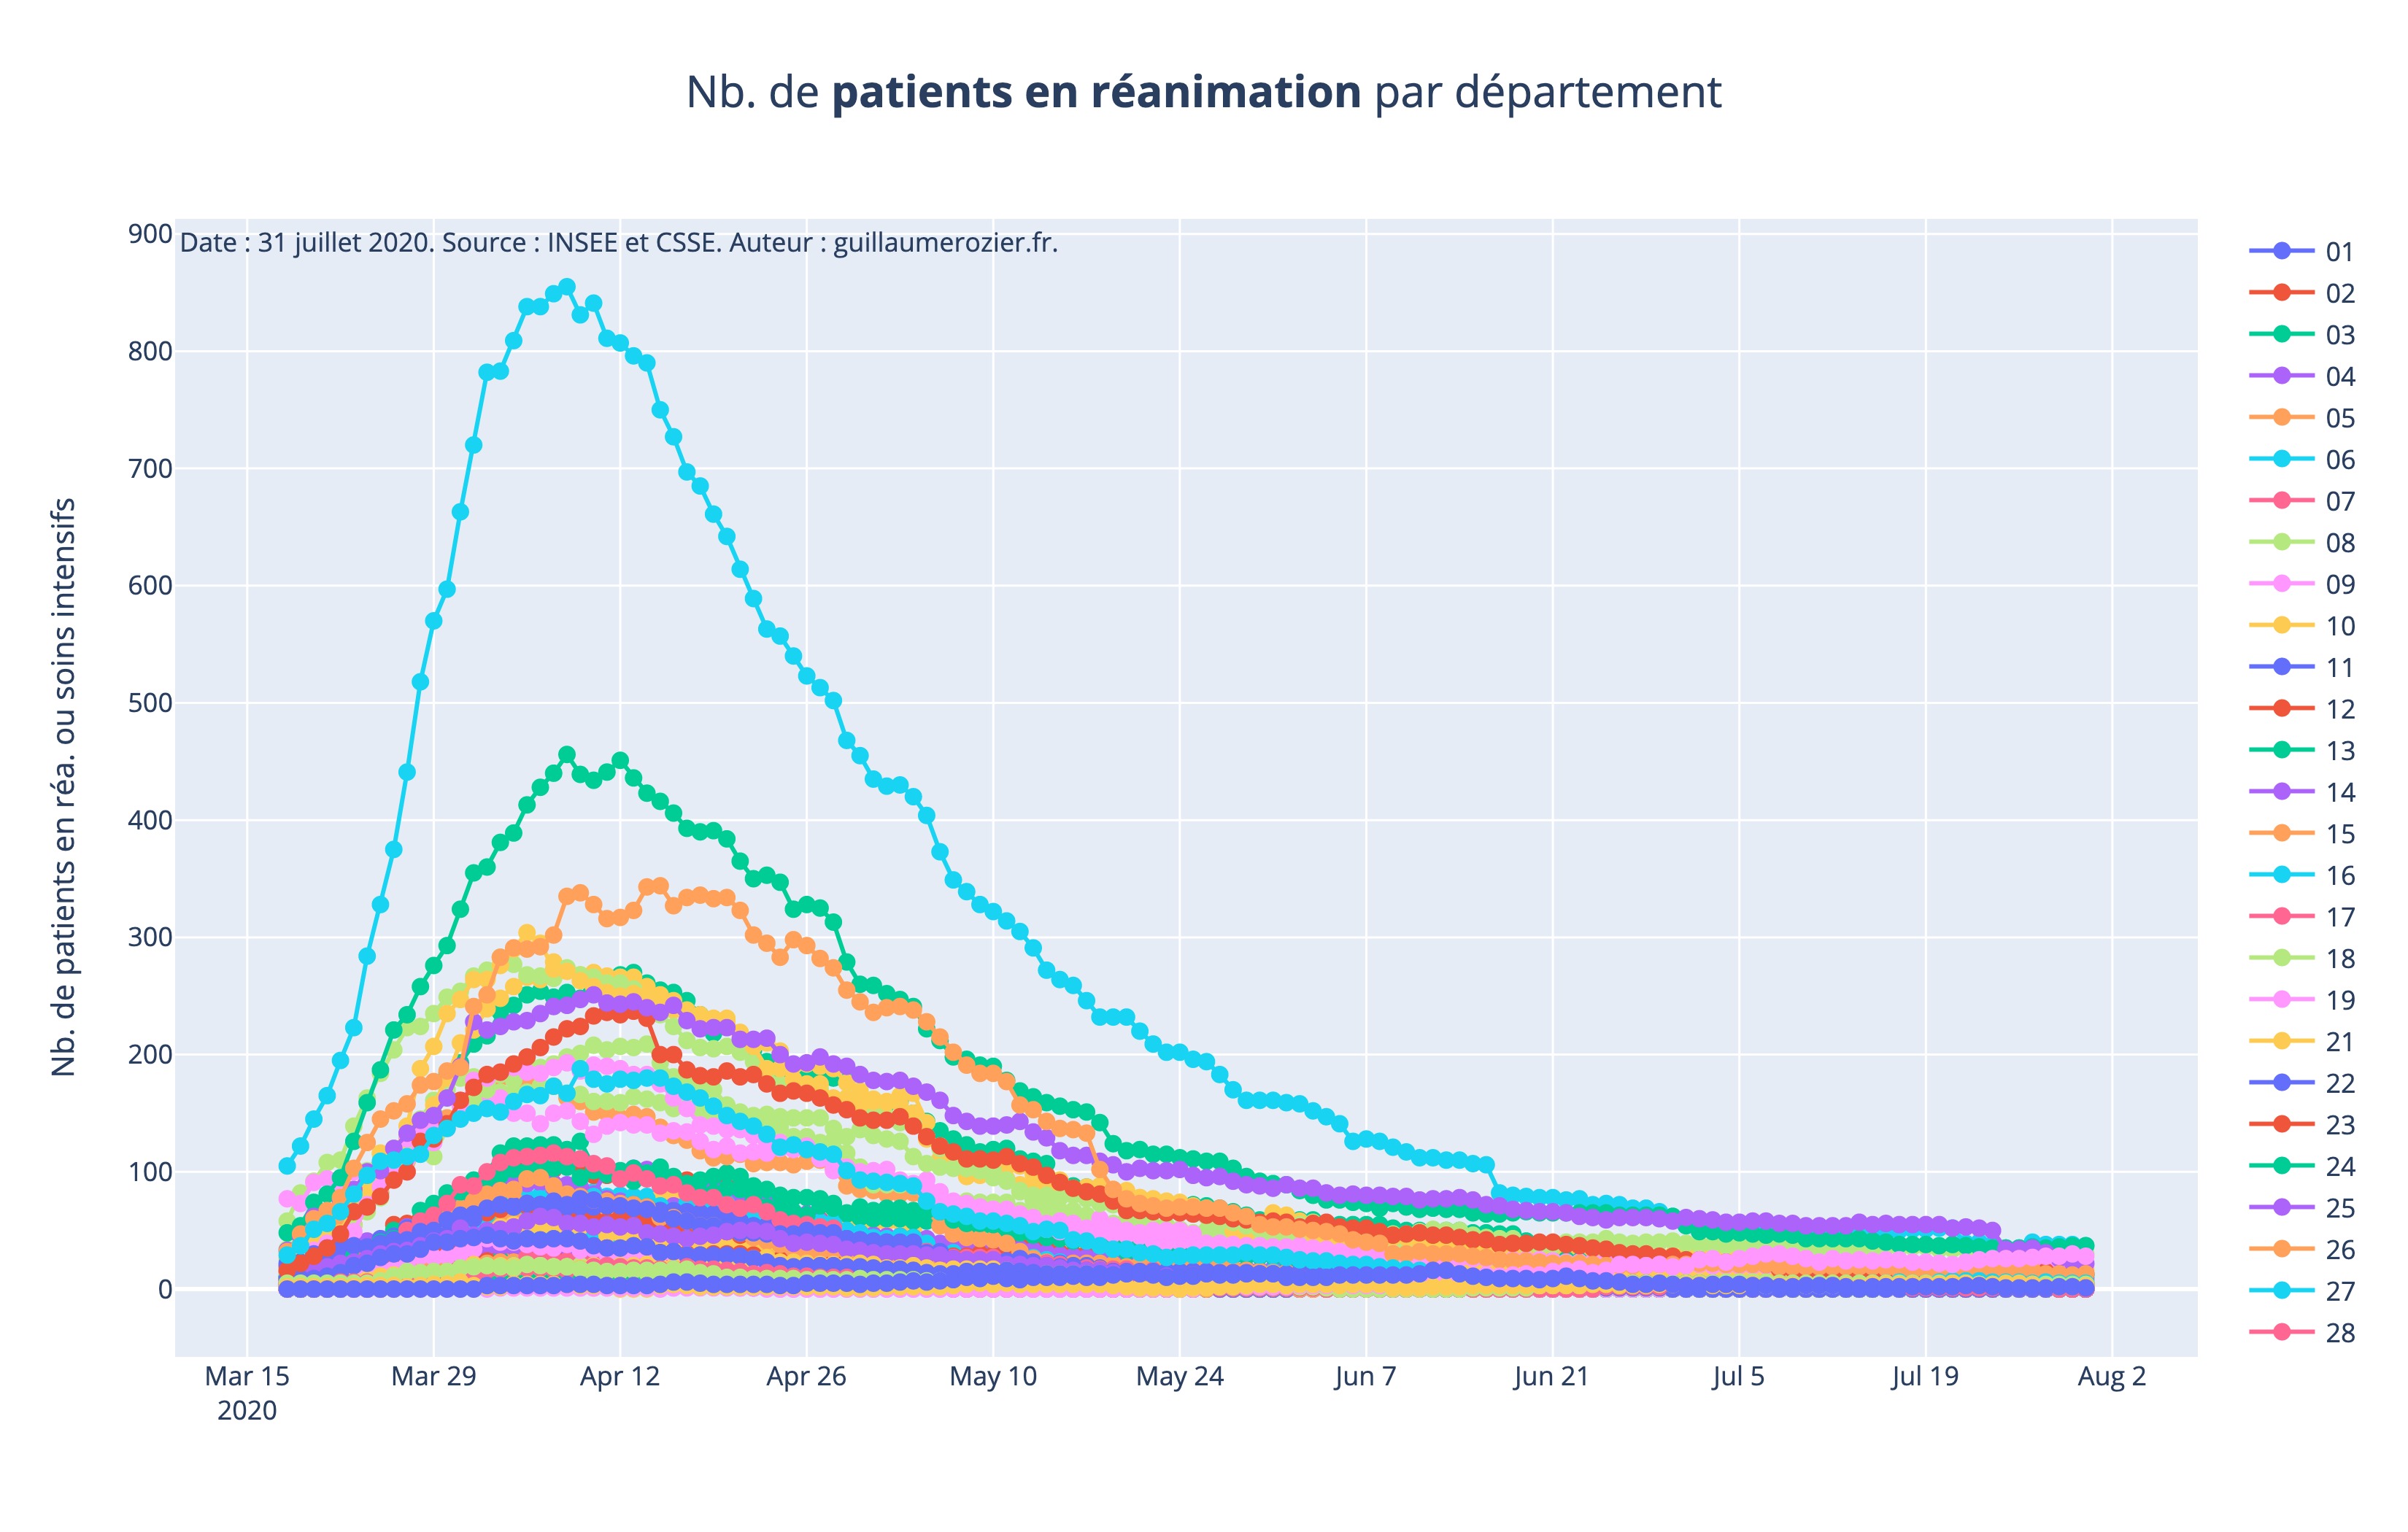 Nb. de patients en réanimation par département
Date : 31 juillet 2020. Source : INSEE et CSSE. Auteur : guillaumerozier.fr.
Nb. de patients en réa. ou soins intensifs
900
800
700
600
500
400
300
200
100
0
Mar 15
2020
Mar 29
Apr 12
Apr 26
May 10
May 24
Jun 7
Jun 21
Jul 5
Jul 19
Aug 2
01
02
03
04
05
06
07
08
09
10
11
12
13
14
15
16
17
18
19
21
22
23
24
25
26
27
28